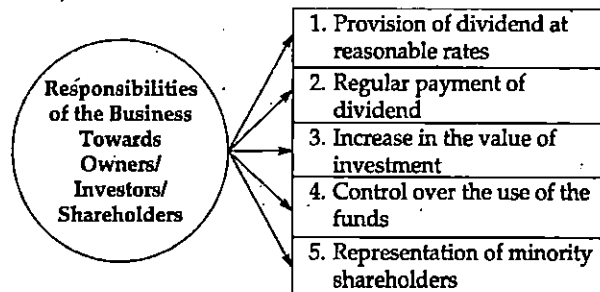 Responsibilities
of the Business
Towards
Owners/
Investors/
Shareholders
1. Provision of dividend at
reasonable rates
2. Regular payment of
dividend
3. Increase in the value of
investment
4. Control over the use of the
funds
5. Representation of minority
shareholders